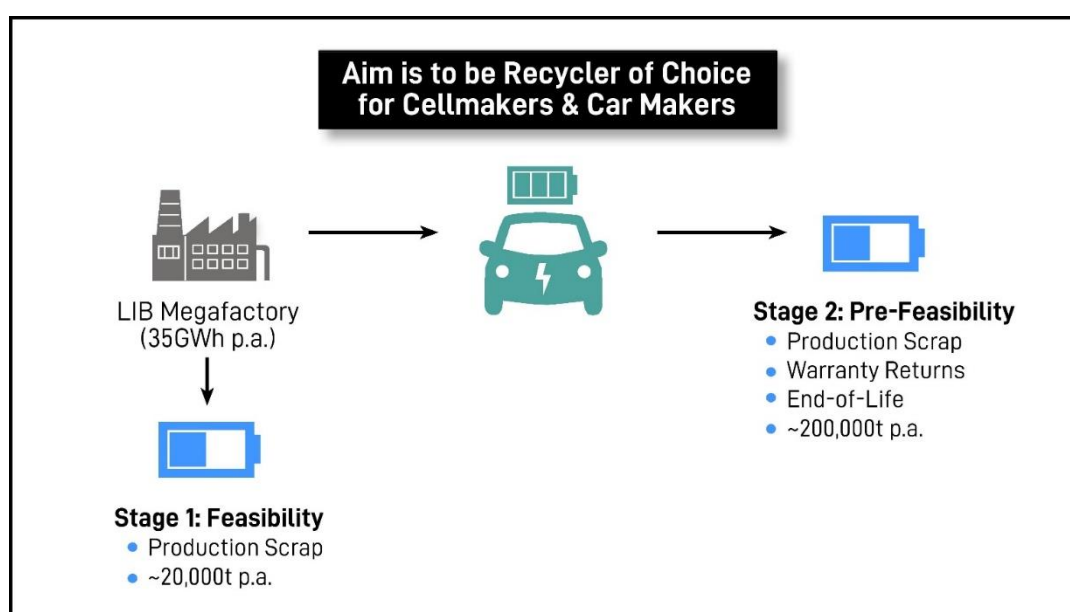 Aim is to be Recycler of Choice
for Cellmakers & Car Makers
LIB Megafactory
(35GWh p.a.)
Stage 1: Feasibility
• Production Scrap
• ~20,000t p.a.
Stage 2: Pre-Feasibility
• Production Scrap
• Warranty Returns
• End-of-Life
• ~200,000t p.a.